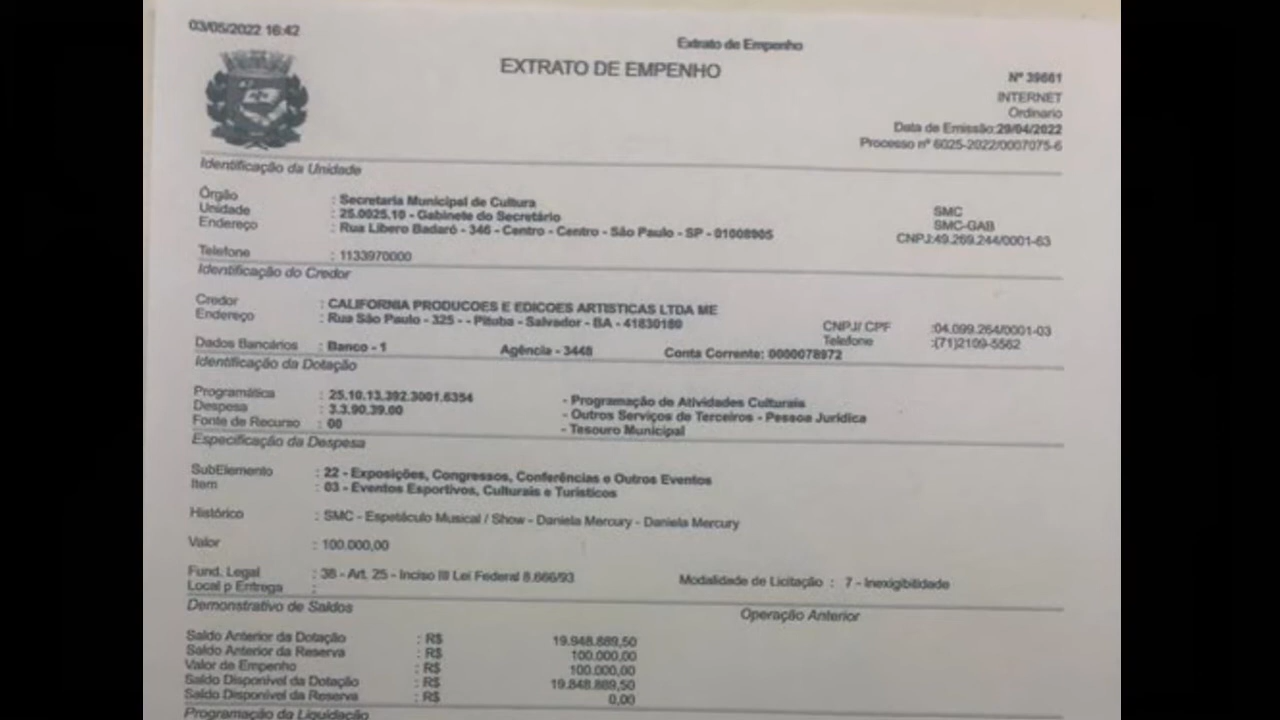 03/05/2022 16:42
Extrato de Empenho
EXTRATO DE EMPENHO
Nº 39661
INTERNET
Ordinario
Data de Emissão:29/04/2022
Processo nº 6025-2022/0007075-6
Identificação da Unidade
Órgão : Secretaria Municipal de Cultura SMC
Unidade : 25.0025.10 - Gabinete do Secretário SMC-GAB
Endereço : Rua Libero Badaró - 346 - Centro - Centro - São Paulo - SP - 01008905 CNPJ:49.269.244/0001-63
Telefone : 1133970000
Identificação do Credor
Credor : CALIFORNIA PRODUCOES E EDICOES ARTISTICAS LTDA ME
Endereço : Rua São Paulo - 325 - - Pituba - Salvador - BA - 41830180 CNPJ/ CPF :04.099.264/0001-03
Telefone :(71)2109-5562
Dados Bancários : Banco - 1 Agência - 3448 Conta Corrente: 0000078972
Identificação da Dotação
Programática : 25.10.13.392.3001.6354 - Programação de Atividades Culturais
Despesa : 3.3.90.39.00 - Outros Serviços de Terceiros - Pessoa Jurídica
Fonte de Recurso : 00 - Tesouro Municipal
Especificação da Despesa
SubElemento : 22 - Exposições, Congressos, Conferências e Outros Eventos
Item : 03 - Eventos Esportivos, Culturais e Turísticos
Histórico : SMC - Espetáculo Musical / Show - Daniela Mercury - Daniela Mercury
Valor : 100.000,00
Fund. Legal : 38 - Art. 25 - Inciso III Lei Federal 8.666/93 Modalidade de Licitação : 7 - Inexigibilidade
Local p Entrega :
Demonstrativo de Saldos Operação Anterior
Saldo Anterior da Dotação : R$ 19.948.889,50
Saldo Anterior da Reserva : R$ 100.000,00
Valor de Empenho : R$ 100.000,00
Saldo Disponível da Dotação : R$ 19.848.889,50
Saldo Disponível da Reserva : R$ 0,00
Programação da Liquidação